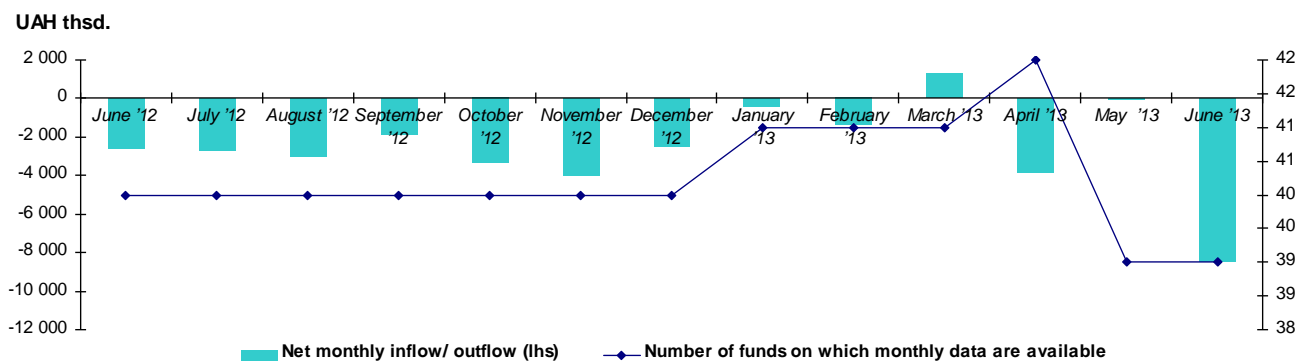 UAH thsd.
2 000
0
-2 000
-4 000
-6 000
-8 000
-10 000
-12 000
June '12
July '12
August '12
September '12
October '12
November '12
December '12
January '13
February '13
March '13
April '13
May '13
June '13
42
42
41
41
40
40
39
39
38
Net monthly inflow/ outflow (lhs)
Number of funds on which monthly data are available